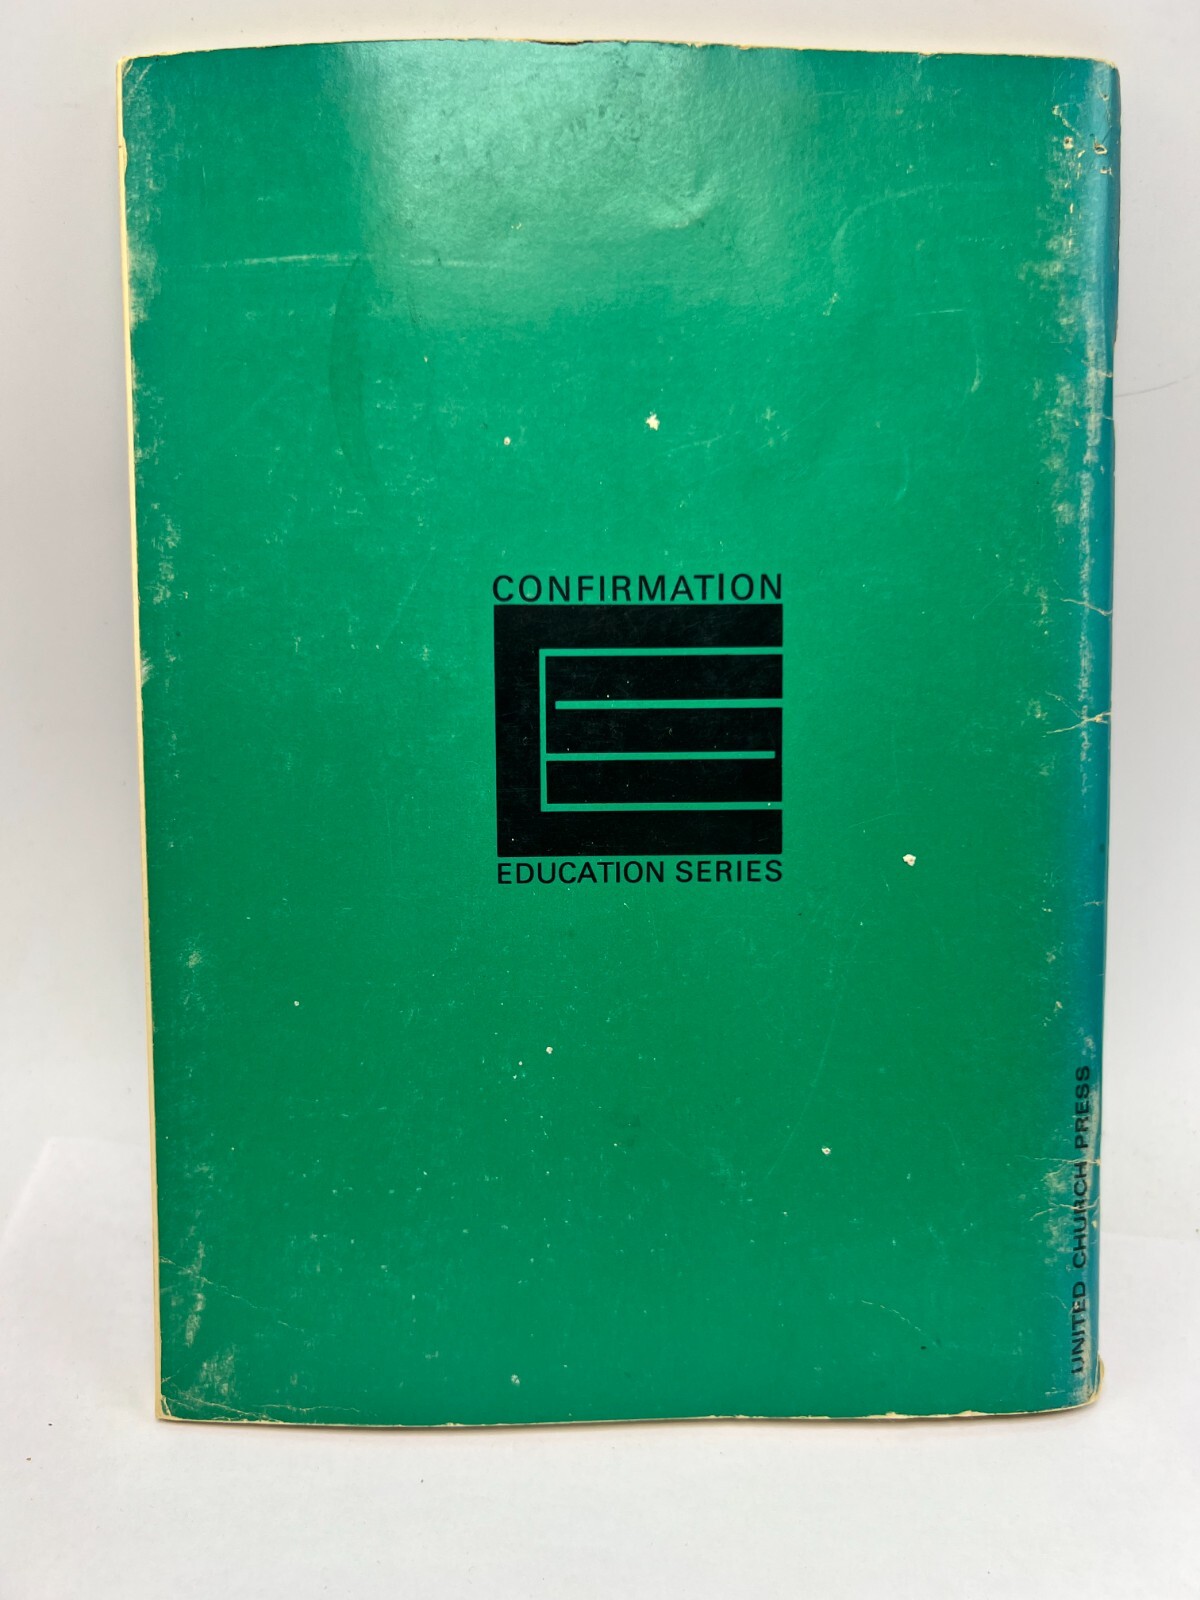 CONFIRMATION
EDUCATION SERIES
UNITED CHURCH PRESS